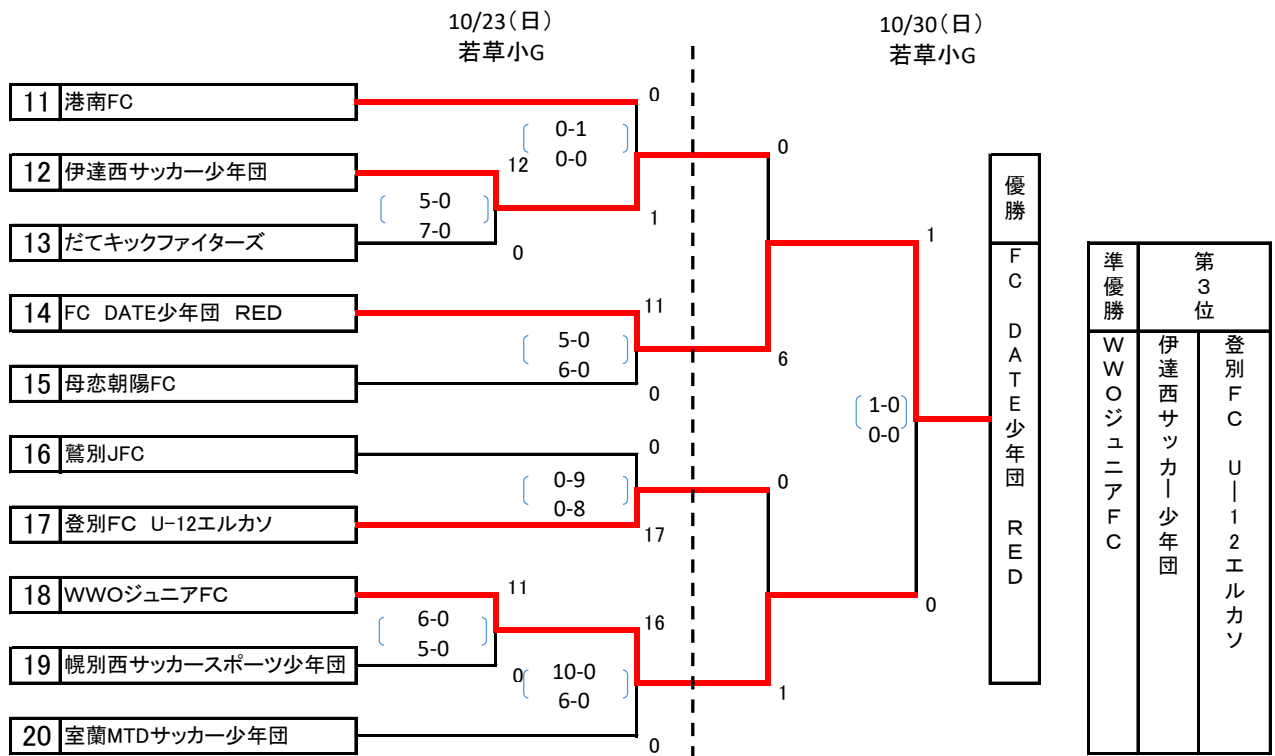 10/23(日)
若草小G
10/30(日)
若草小G
11 港南FC
0
0-1
0-0
0
12 伊達西サッカー少年団
12
5-0
7-0
1
13 だてキックファイターズ
0
1
14 FC DATE少年団 RED
11
5-0
6-0
6
15 母恋朝陽FC
0
1-0
0-0
16 鷲別JFC
0
0-9
0-8
0
17 登別FC U-12エルカソ
17
18 WWOジュニアFC
11
6-0
5-0
16
0
19 幌別西サッカースポーツ少年団
0
10-0
6-0
1
20 室蘭MTDサッカー少年団
0
優勝
FC DATE少年団 RED
準優勝
WWOジュニアFC
第3位
伊達西サッカー少年団
登別FC U-12エルカソ